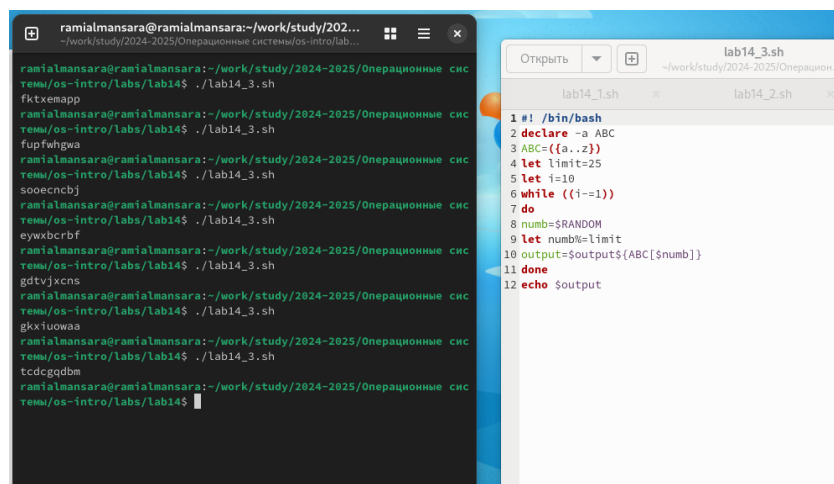 ramialmansara@ramialmansara:~/work/study/202...
~/work/study/2024-2025/Операционные системы/os-intro/lab...
ramialmansara@ramialmansara:~/work/study/2024-2025/Операционные сис
темы/os-intro/labs/lab14$ ./lab14_3.sh
fktxemapp
ramialmansara@ramialmansara:~/work/study/2024-2025/Операционные сис
темы/os-intro/labs/lab14$ ./lab14_3.sh
fupfwhgwa
ramialmansara@ramialmansara:~/work/study/2024-2025/Операционные сис
темы/os-intro/labs/lab14$ ./lab14_3.sh
sooecncbj
ramialmansara@ramialmansara:~/work/study/2024-2025/Операционные сис
темы/os-intro/labs/lab14$ ./lab14_3.sh
eywxbcrbf
ramialmansara@ramialmansara:~/work/study/2024-2025/Операционные сис
темы/os-intro/labs/lab14$ ./lab14_3.sh
gdtvjxcns
ramialmansara@ramialmansara:~/work/study/2024-2025/Операционные сис
темы/os-intro/labs/lab14$ ./lab14_3.sh
gkxiuowaa
ramialmansara@ramialmansara:~/work/study/2024-2025/Операционные сис
темы/os-intro/labs/lab14$ ./lab14_3.sh
tcdcgqdbm
ramialmansara@ramialmansara:~/work/study/2024-2025/Операционные сис
темы/os-intro/labs/lab14$
Открыть
lab14_3.sh
~/work/study/2024-2025/Операцион...
lab14_1.sh lab14_2.sh
1 #! /bin/bash
2 declare -a ABC
3 ABC=({a..z})
4 let limit=25
5 let i=10
6 while ((i-=1))
7 do
8 numb=$RANDOM
9 let numb%=limit
10 output=$output${ABC[$numb]}
11 done
12 echo $output